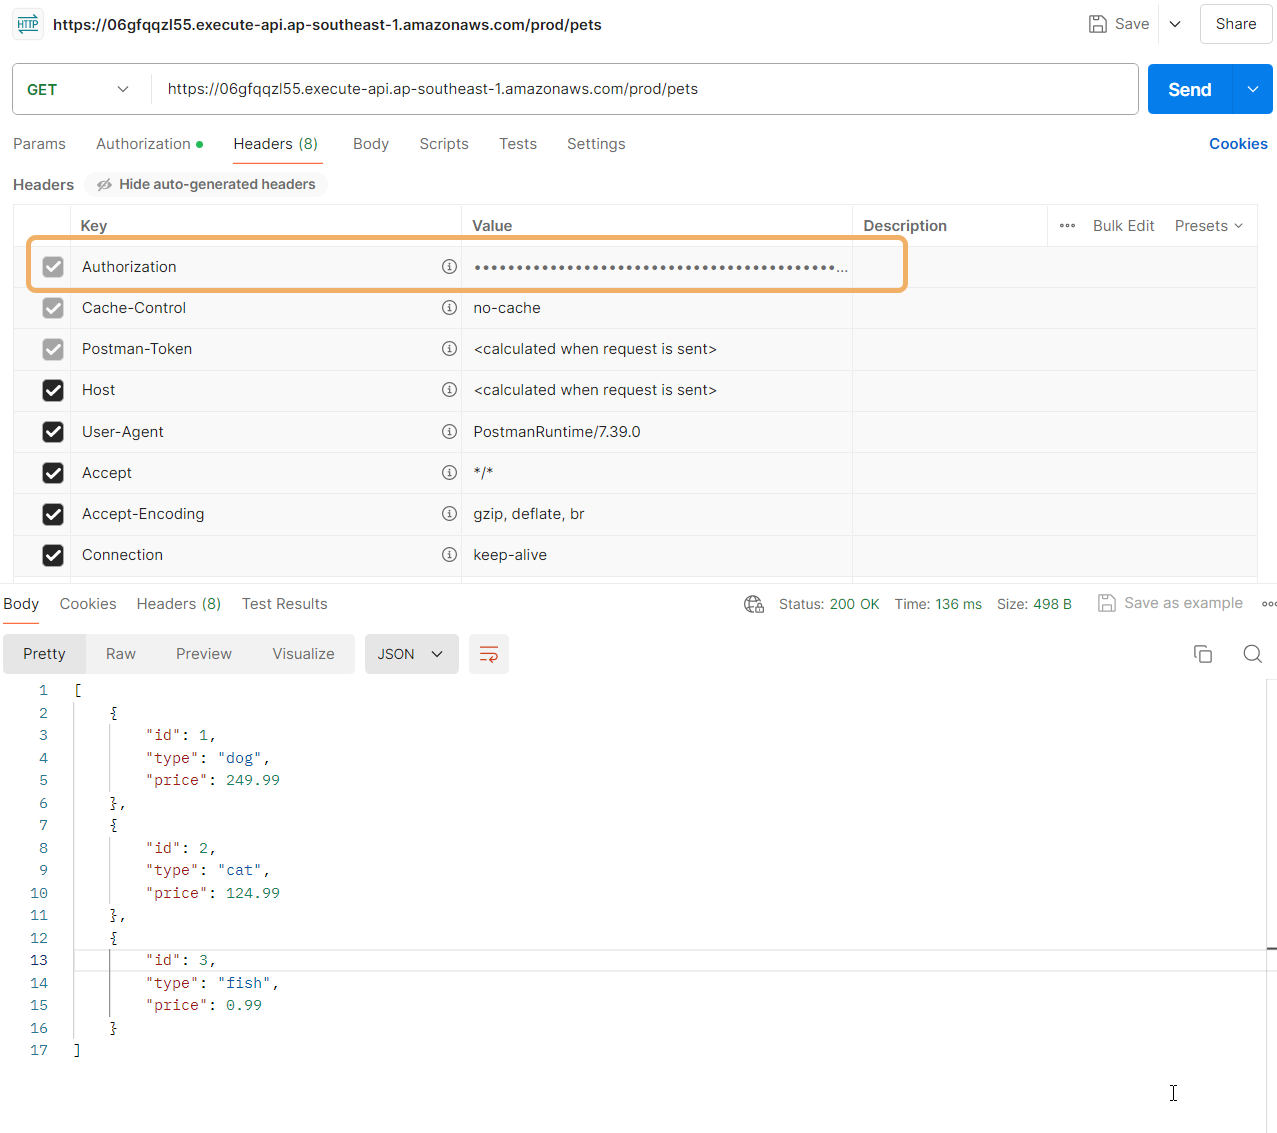 HTTP https://06gfqqzl55.execute-api.ap-southeast-1.amazonaws.com/prod/pets Save Share
GET https://06gfqqzl55.execute-api.ap-southeast-1.amazonaws.com/prod/pets Send
Params Authorization Headers (8) Body Scripts Tests Settings Cookies
Headers Hide auto-generated headers
Key Value Description ••• Bulk Edit Presets
Authorization •••••••••••••••••••••••••••••••••••••••••••...
Cache-Control no-cache
Postman-Token <calculated when request is sent>
Host <calculated when request is sent>
User-Agent PostmanRuntime/7.39.0
Accept */*
Accept-Encoding gzip, deflate, br
Connection keep-alive
Body Cookies Headers (8) Test Results Status: 200 OK Time: 136 ms Size: 498 B Save as example
Pretty Raw Preview Visualize JSON
1 [
2 {
3 "id": 1,
4 "type": "dog",
5 "price": 249.99
6 },
7 {
8 "id": 2,
9 "type": "cat",
10 "price": 124.99
11 },
12 {
13 "id": 3,
14 "type": "fish",
15 "price": 0.99
16 }
17 ]